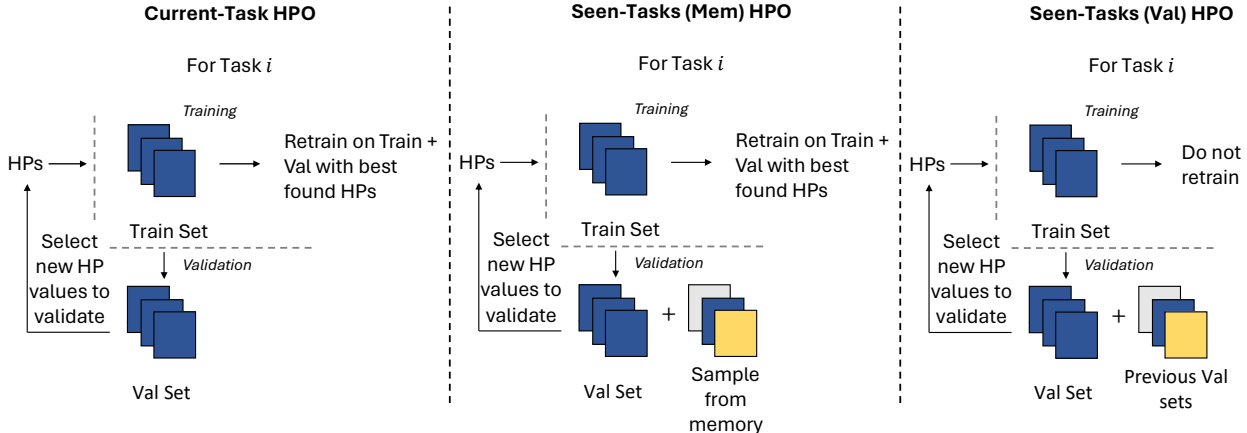 Current-Task HPO
For Task i
Training
HPs
Retrain on Train +
Val with best
found HPs
Train Set
Select
new HP
values to
validate
Validation
Val Set
Seen-Tasks (Mem) HPO
For Task i
Training
HPs
Retrain on Train +
Val with best
found HPs
Train Set
Select
new HP
values to
validate
Validation
+
Val Set
Sample
from
memory
Seen-Tasks (Val) HPO
For Task i
Training
HPs
Do not
retrain
Train Set
Select
new HP
values to
validate
Validation
+
Val Set
Previous Val
sets